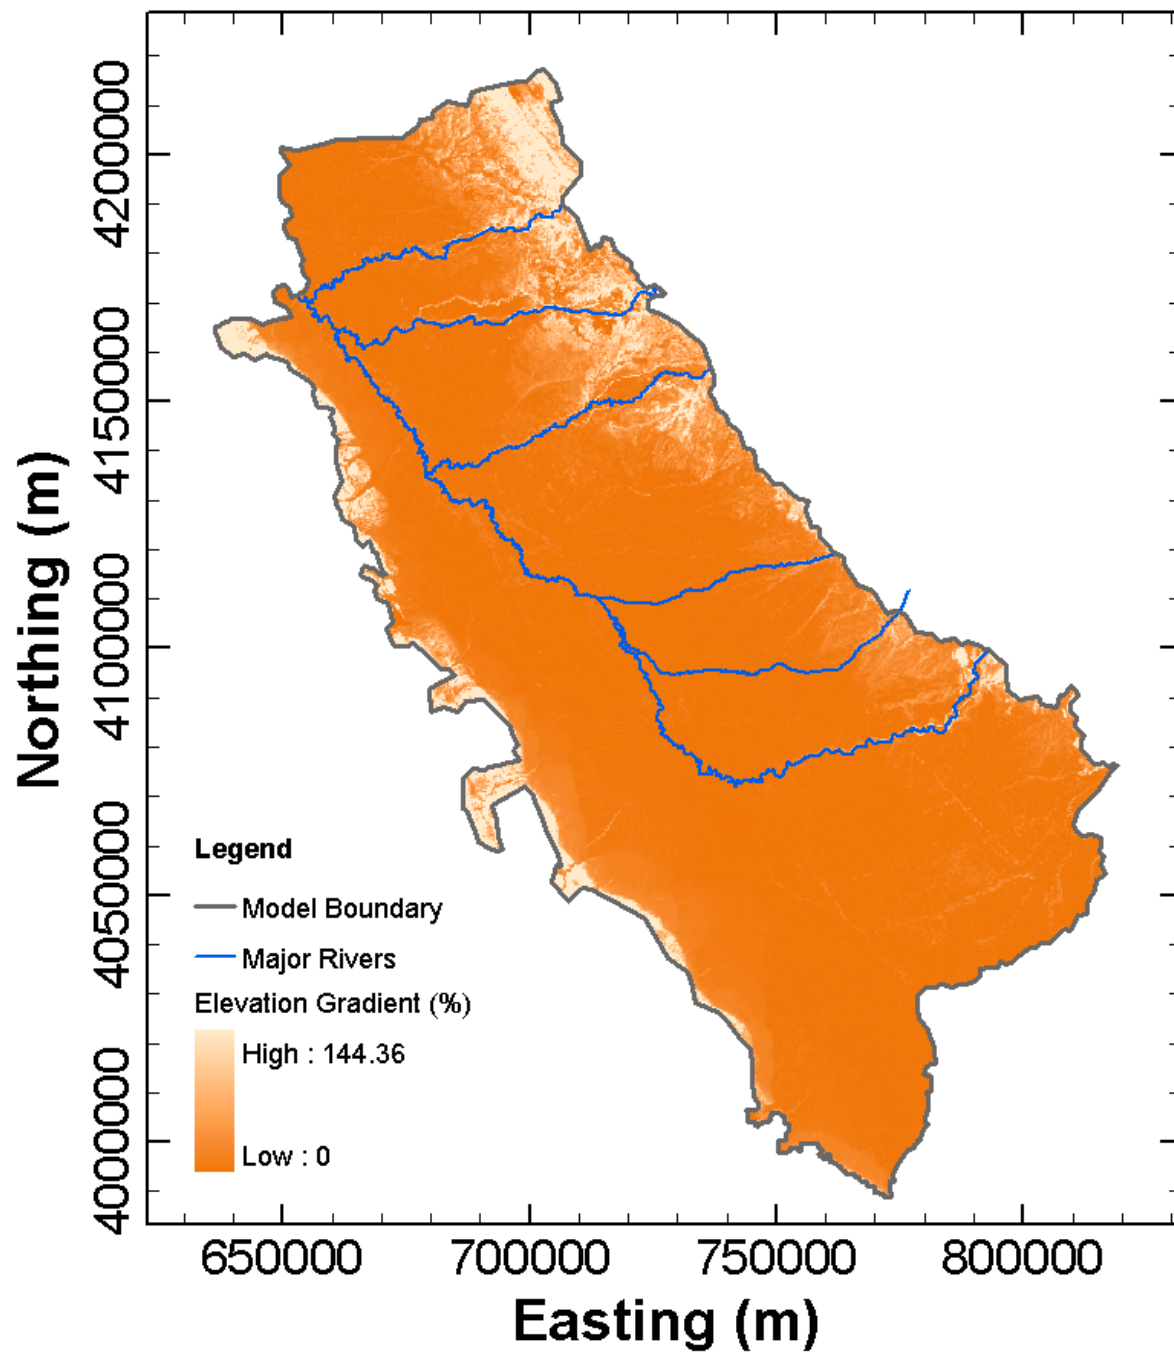 4200000
4150000
4100000
4050000
4000000
Northing (m)
Legend
Model Boundary
Major Rivers
Elevation Gradient (%)
High : 144.36
Low : 0
650000 700000 750000 800000
Easting (m)